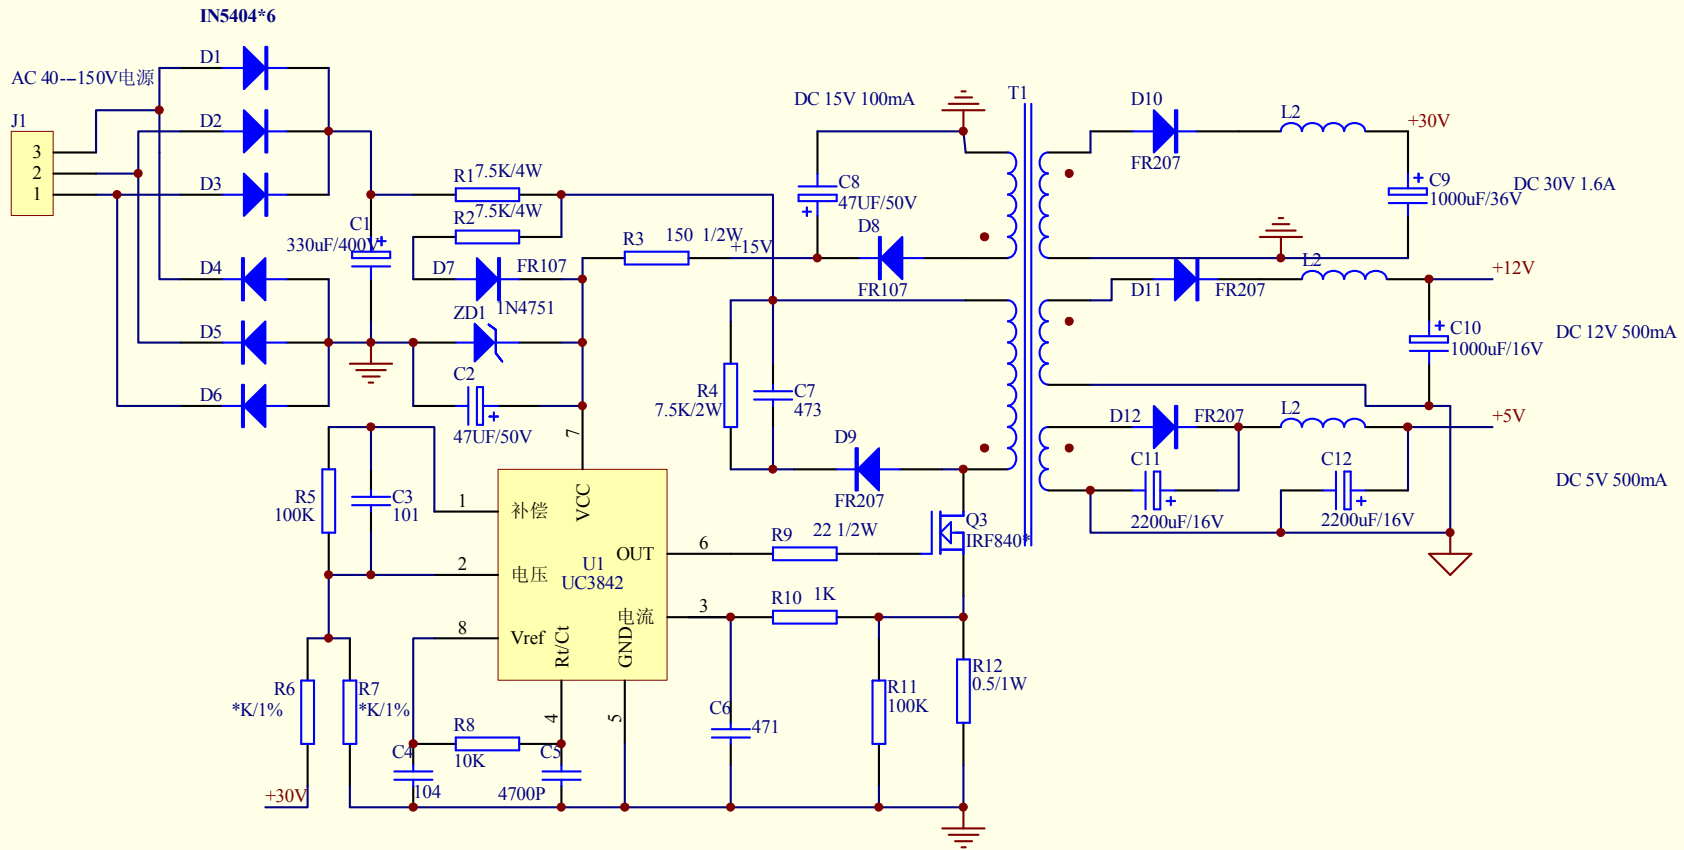 IN5404*6
AC 40---150V电源
J1
3
2
1
D1
D2
D3
D4
D5
D6
C1
330uF/400V
R1 7.5K/4W
R2 7.5K/4W
D7
FR107
ZD1
1N4751
C2
47UF/50V
R3
150 1/2W
+15V
DC 15V 100mA
C8
47UF/50V
D8
FR107
T1
R4
7.5K/2W
C7
473
D9
FR207
D10
FR207
L2
+30V
C9
1000uF/36V
DC 30V 1.6A
D11
FR207
L2
+12V
C10
1000uF/16V
DC 12V 500mA
D12
FR207
L2
+5V
C11
2200uF/16V
C12
2200uF/16V
DC 5V 500mA
R5
100K
C3
101
1
补偿
2
电压
8
Vref
7
VCC
U1
UC3842
OUT
6
电流
3
Rt/Ct
4
GND
5
R9
22 1/2W
Q3
IRF840*
R10
1K
R11
100K
R12
0.5/1W
C6
471
R6
*K/1%
R7
*K/1%
+30V
R8
10K
C4
104
C5
4700P